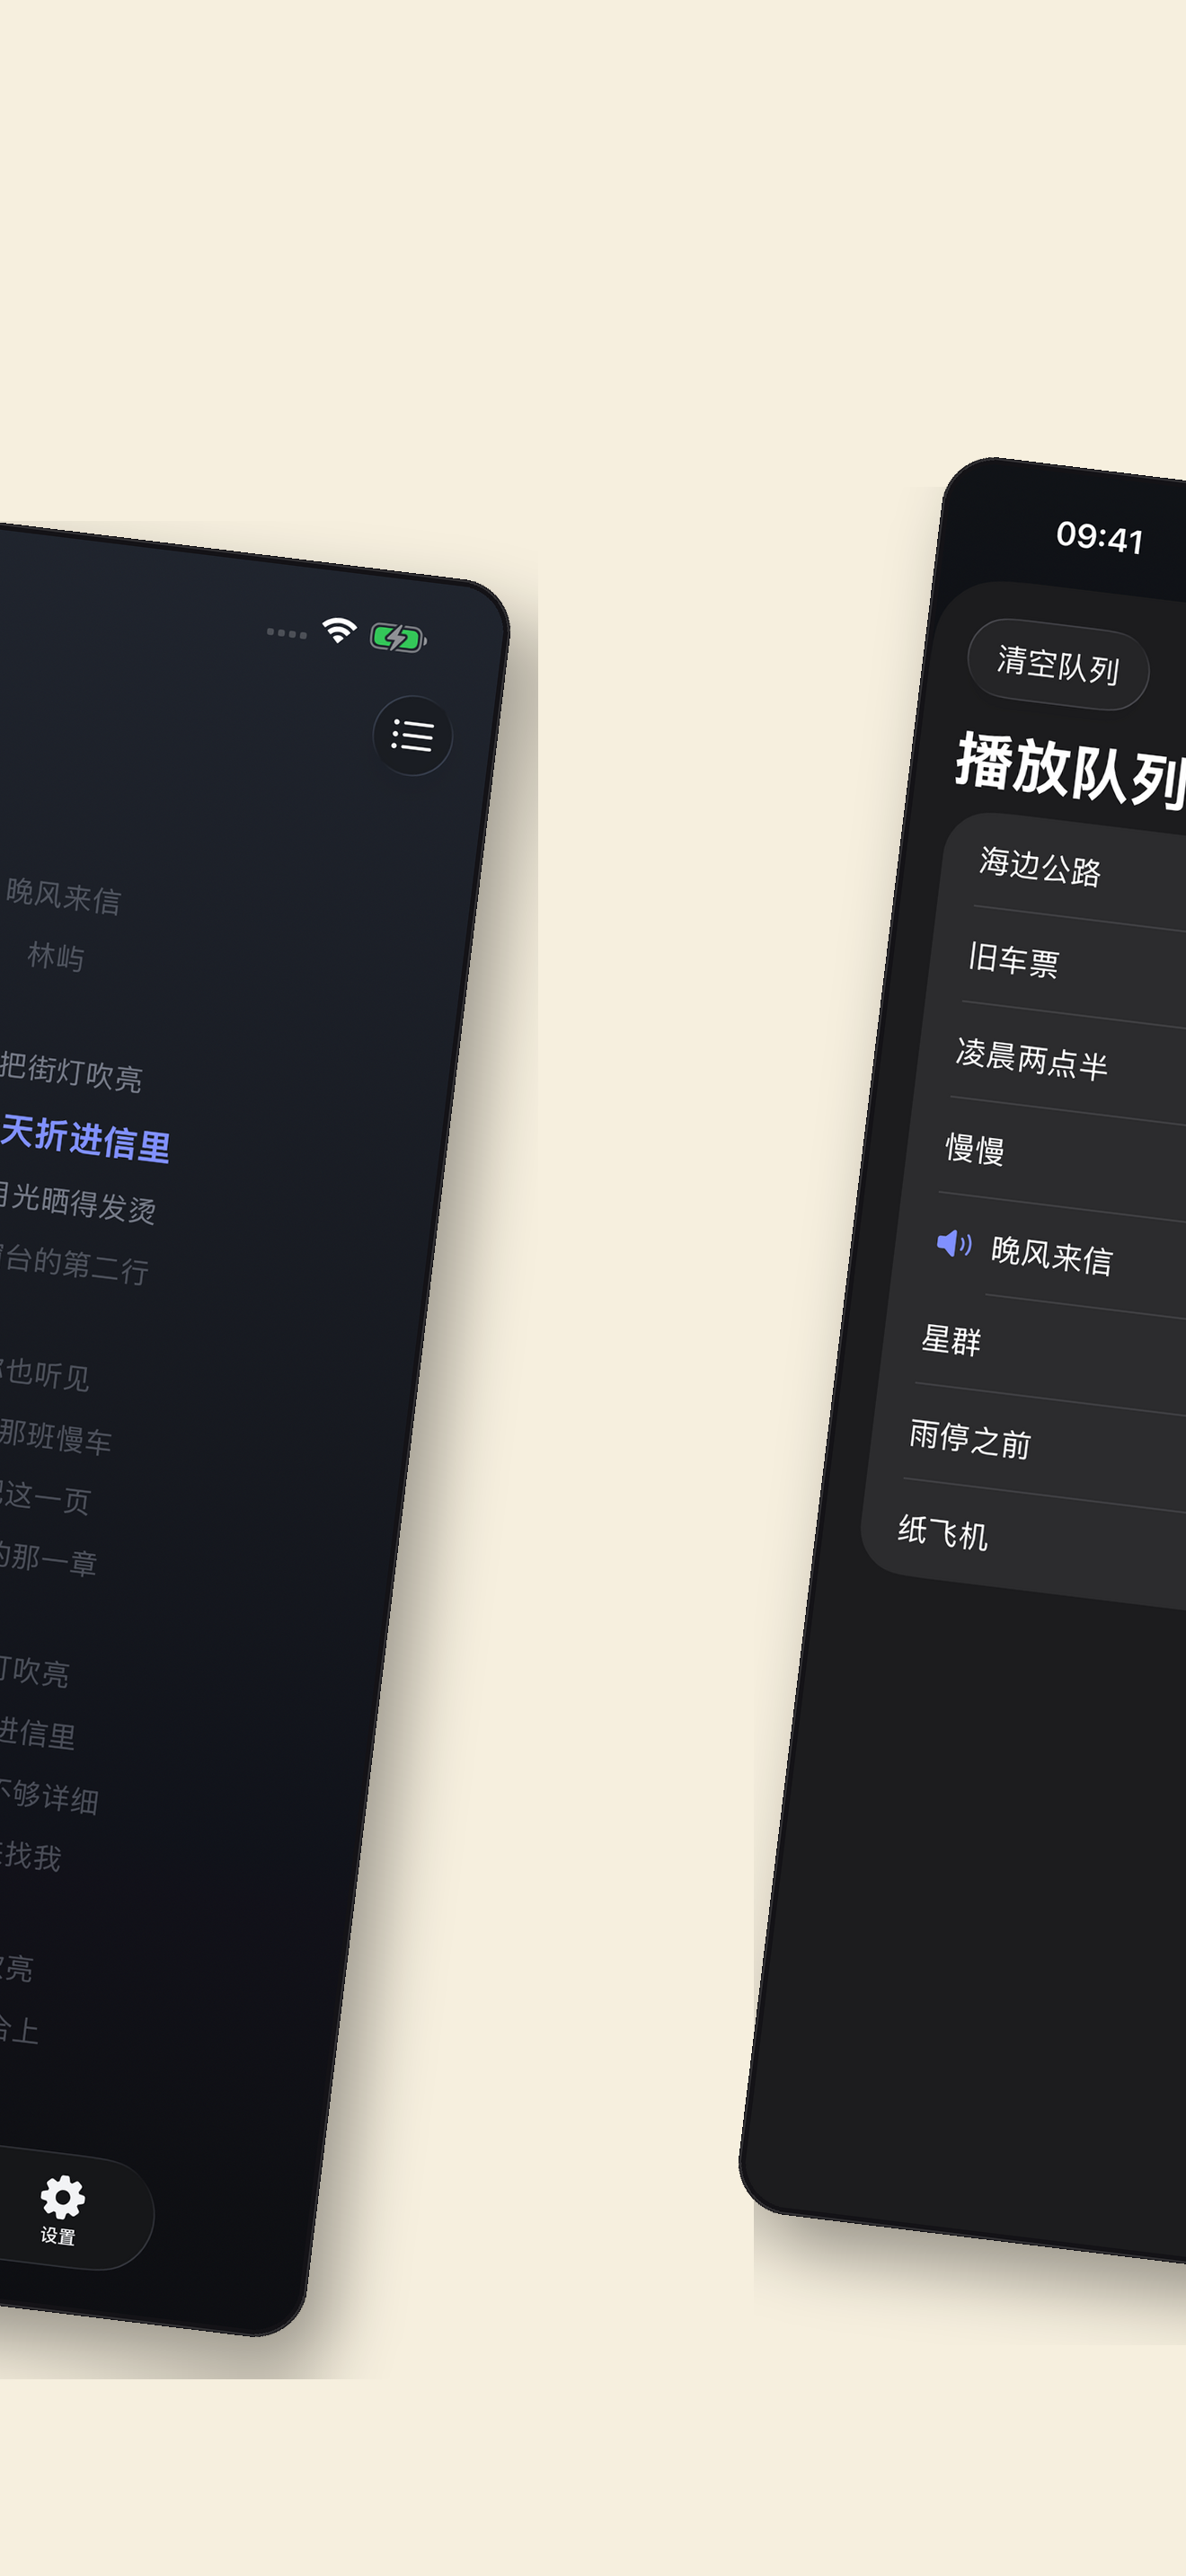 晚风来信
林屿
把街灯吹亮
天折进信里
月光晒得发烫
台的第二行
也听见
那班慢车
这一页
的那一章
灯吹亮
进信里
不够详细
找我
亮
合上
设置
09:41
清空队列
播放队列
海边公路
旧车票
凌晨两点半
慢慢
晚风来信
星群
雨停之前
纸飞机